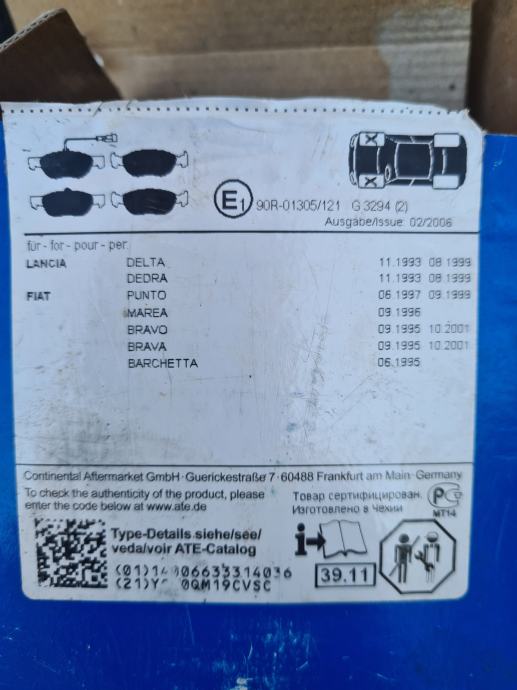 E1 90R-01305/121 G 3294 (2)
Ausgabe/Issue: 02/2006
für - for - pour - per:
LANCIA DELTA 11.1993 08.1999
DEDRA 11.1993 08.1999
FIAT PUNTO 06.1997 09.1999
MAREA 09.1996
BRAVO 09.1995 10.2001
BRAVA 09.1995 10.2001
BARCHETTA 06.1995
Continental Aftermarket GmbH · Guerickestraße 7 · 60488 Frankfurt am Main · Germany
To check the authenticity of the product, please
enter the code below at www.ate.de
Товар сертифицирован.
Изготовлено в Чехии
РС
МТ14
Type-Details siehe/see/
veda/voir ATE-Catalog
i
39.11